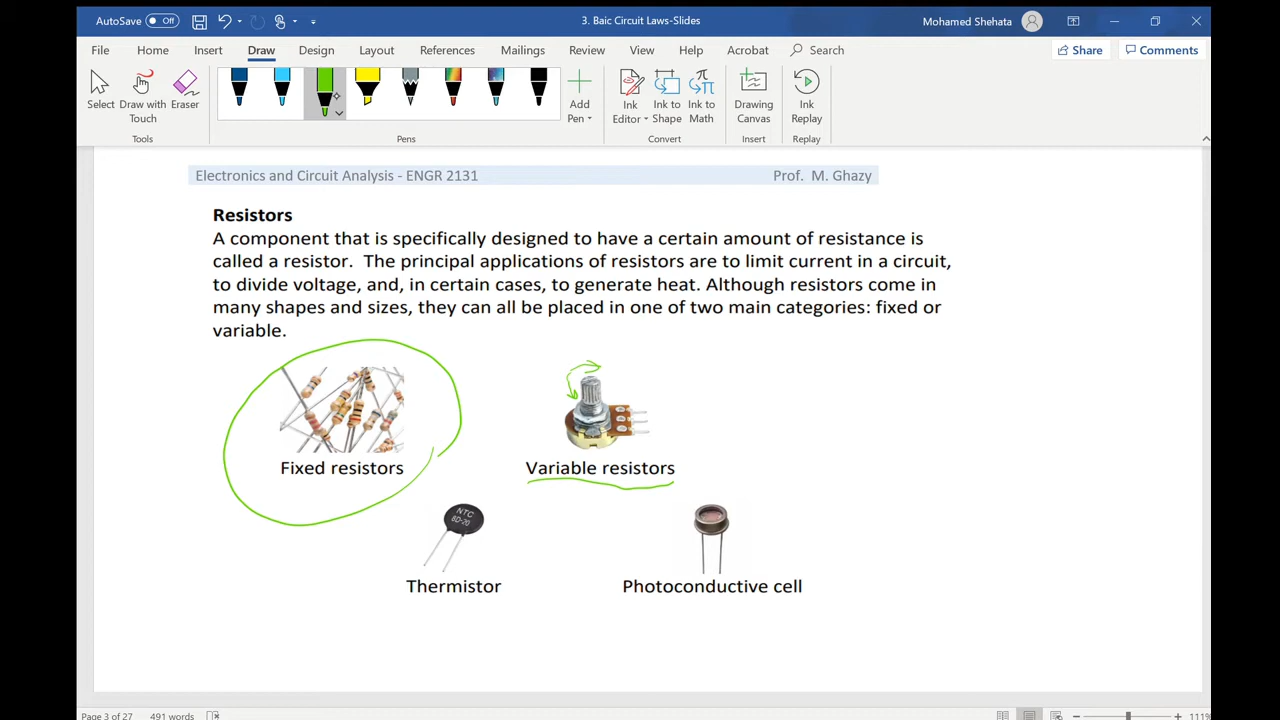 AutoSave Off 3. Baic Circuit Laws-Slides Mohamed Shehata
File Home Insert Draw Design Layout References Mailings Review View Help Acrobat Search Share Comments
Select Draw with Touch Eraser Add Pen Ink Editor Ink to Shape Ink to Math Drawing Canvas Ink Replay
Tools Pens Convert Insert Replay
Electronics and Circuit Analysis - ENGR 2131 Prof. M. Ghazy
Resistors
A component that is specifically designed to have a certain amount of resistance is
called a resistor. The principal applications of resistors are to limit current in a circuit,
to divide voltage, and, in certain cases, to generate heat. Although resistors come in
many shapes and sizes, they can all be placed in one of two main categories: fixed or
variable.
Fixed resistors Variable resistors
NTC
8D-20
Thermistor Photoconductive cell
Page 3 of 27 491 words 111%